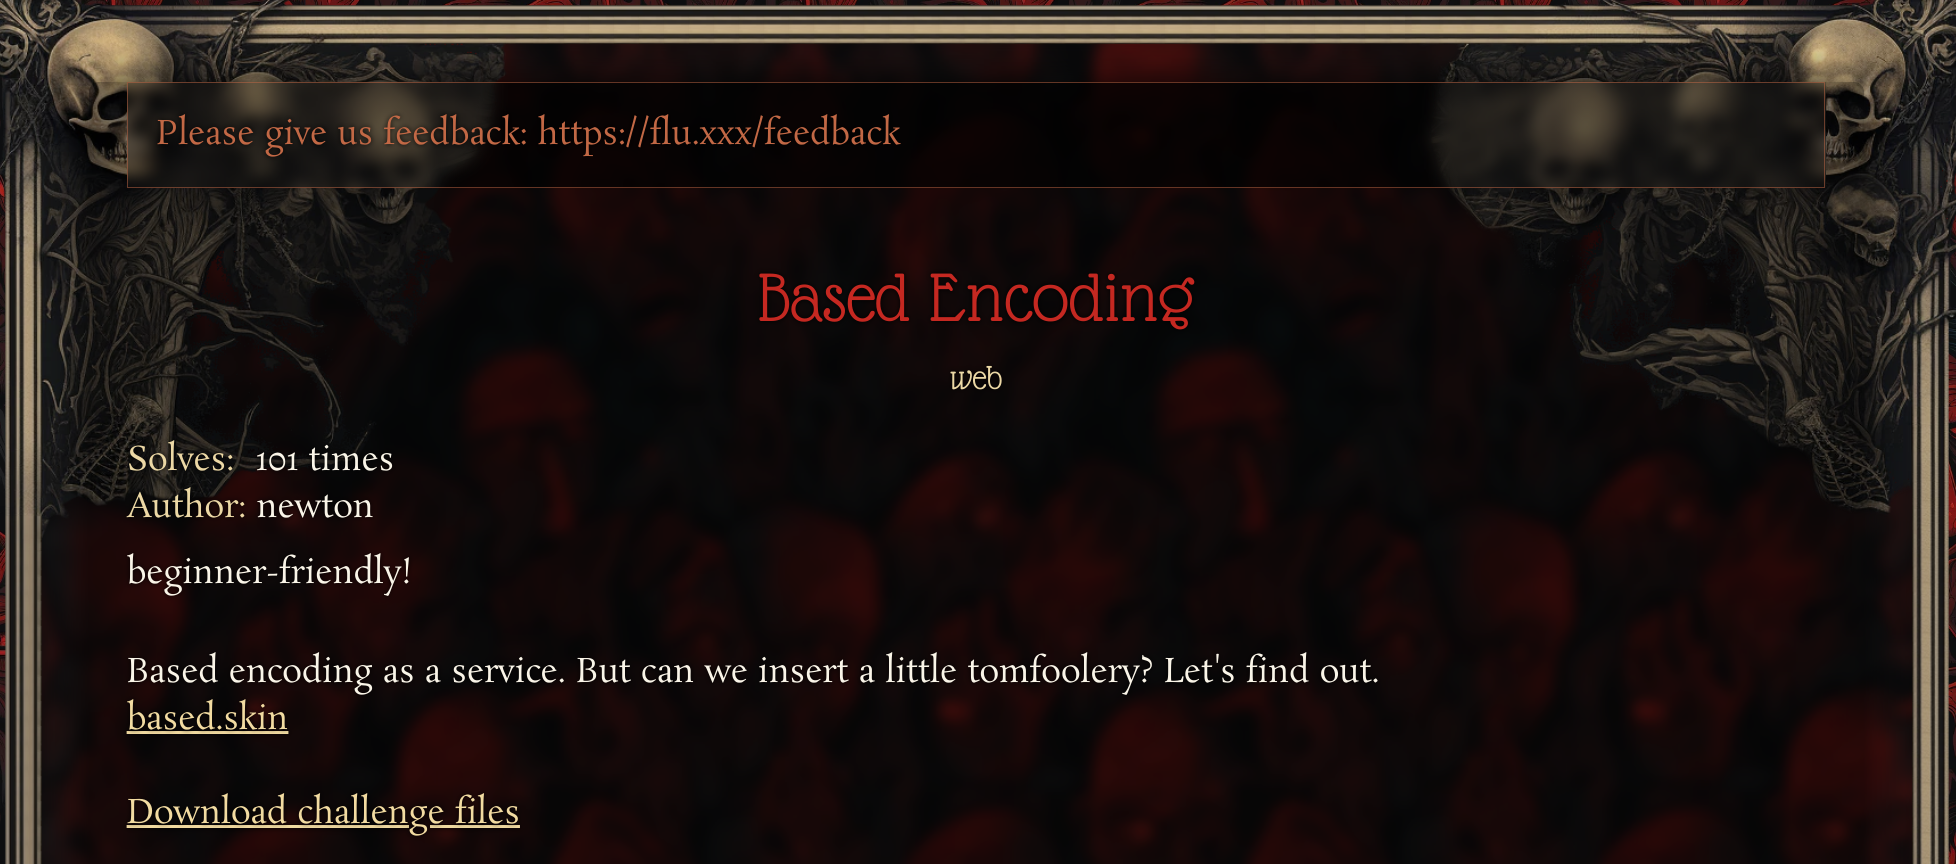 Please give us feedback: https://flu.xxx/feedback
Based Encoding
web
Solves: 101 times
Author: newton
beginner-friendly!
Based encoding as a service. But can we insert a little tomfoolery? Let's find out.
based.skin
Download challenge files